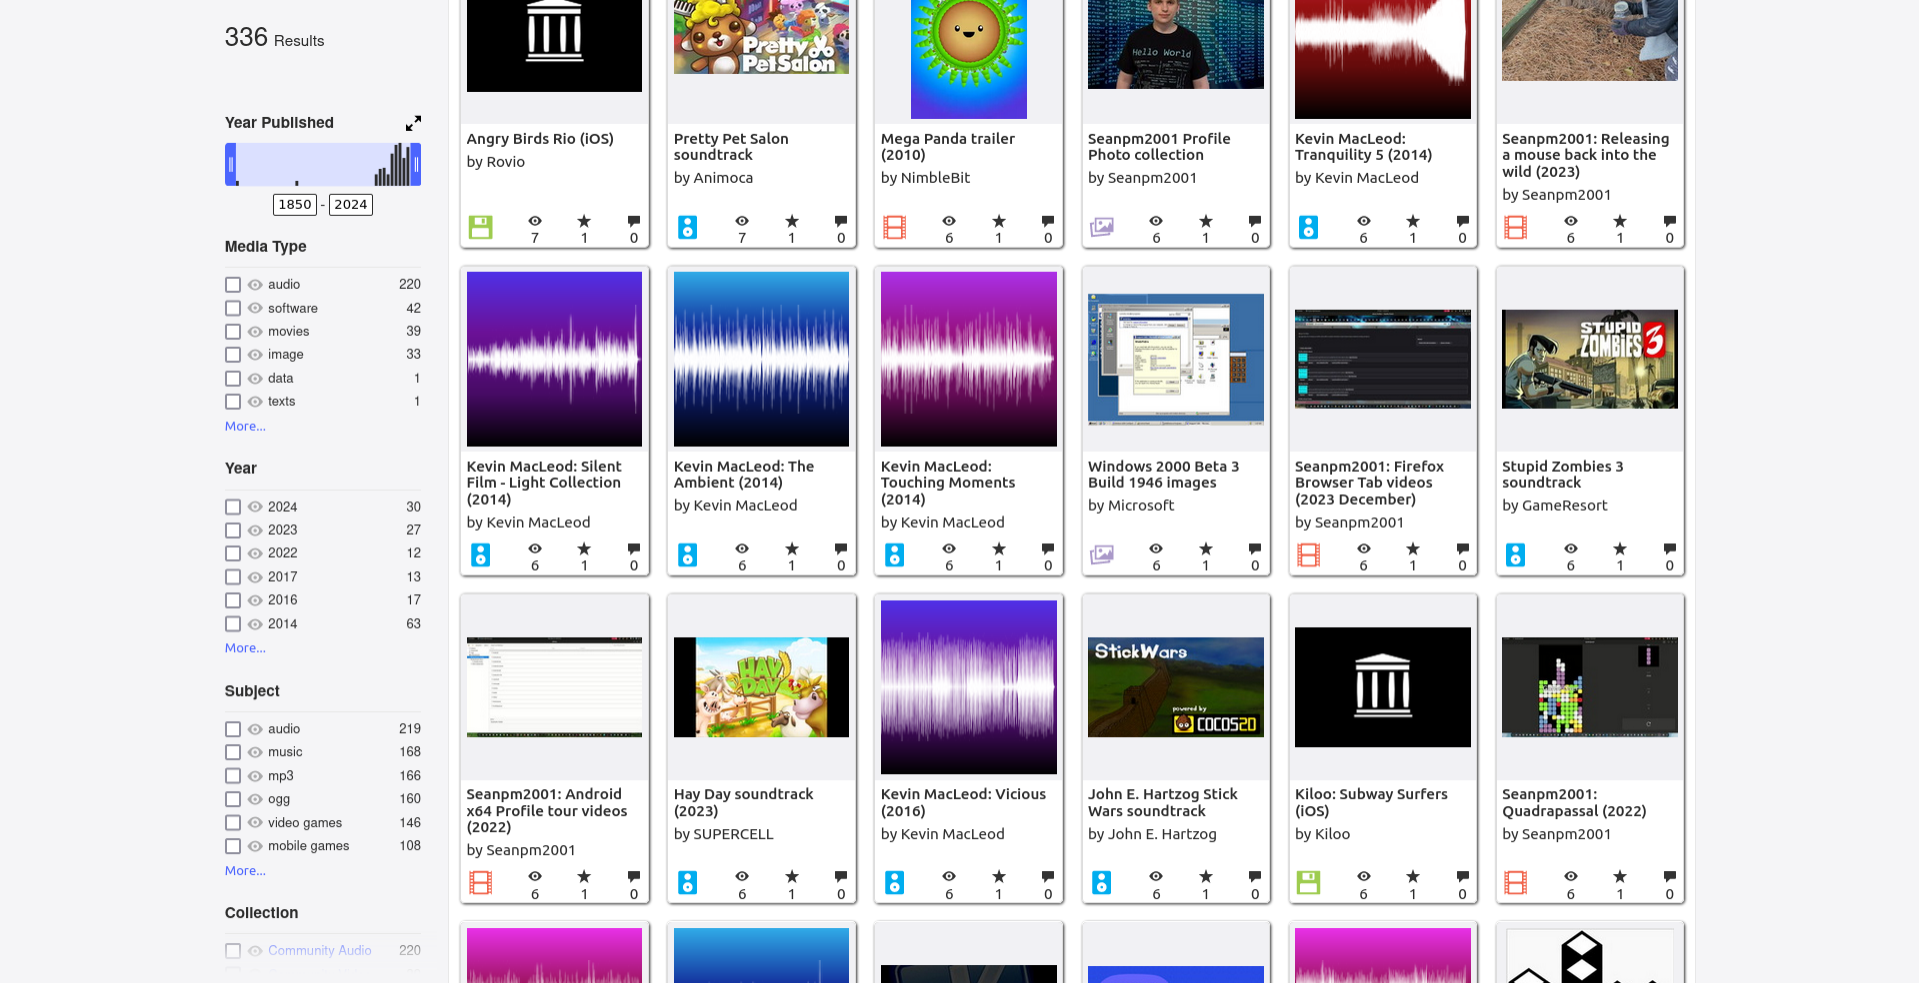 336 Results
Year Published
1850 - 2024
Media Type
audio 220
software 42
movies 39
image 33
data 1
texts 1
More...
Year
2024 30
2023 27
2022 12
2017 13
2016 17
2014 63
More...
Subject
audio 219
music 168
mp3 166
ogg 160
video games 146
mobile games 108
More...
Collection
Community Audio 220
Angry Birds Rio (iOS)
by Rovio
7 1 0
Pretty
PetSalon
Pretty Pet Salon
soundtrack
by Animoca
7 1 0
Mega Panda trailer
(2010)
by NimbleBit
6 1 0
Hello World
Seanpm2001 Profile
Photo collection
by Seanpm2001
6 1 0
Kevin MacLeod:
Tranquility 5 (2014)
by Kevin MacLeod
6 1 0
Seanpm2001: Releasing
a mouse back into the
wild (2023)
by Seanpm2001
6 1 0
Kevin MacLeod: Silent
Film - Light Collection
(2014)
by Kevin MacLeod
6 1 0
Kevin MacLeod: The
Ambient (2014)
by Kevin MacLeod
6 1 0
Kevin MacLeod:
Touching Moments
(2014)
by Kevin MacLeod
6 1 0
Windows 2000 Beta 3
Build 1946 images
by Microsoft
6 1 0
Seanpm2001: Firefox
Browser Tab videos
(2023 December)
by Seanpm2001
6 1 0
STUPID
ZOMBIES 3
Stupid Zombies 3
soundtrack
by GameResort
6 1 0
Seanpm2001: Android
x64 Profile tour videos
(2022)
by Seanpm2001
6 1 0
HAY
DAY
Hay Day soundtrack
(2023)
by SUPERCELL
6 1 0
Kevin MacLeod: Vicious
(2016)
by Kevin MacLeod
6 1 0
StickWars
powered by
COCOS2D
John E. Hartzog Stick
Wars soundtrack
by John E. Hartzog
6 1 0
Kiloo: Subway Surfers
(iOS)
by Kiloo
6 1 0
Seanpm2001:
Quadrapassal (2022)
by Seanpm2001
6 1 0